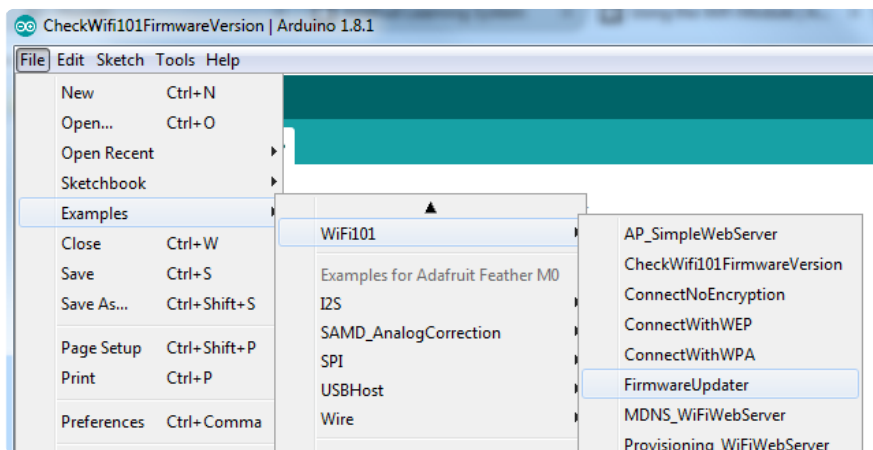 CheckWifi101FirmwareVersion | Arduino 1.8.1
File Edit Sketch Tools Help
New Ctrl+N
Open... Ctrl+O
Open Recent
Sketchbook
Examples
Close Ctrl+W
Save Ctrl+S
Save As... Ctrl+Shift+S
Page Setup Ctrl+Shift+P
Print Ctrl+P
Preferences Ctrl+Comma
WiFi101
Examples for Adafruit Feather M0
I2S
SAMD_AnalogCorrection
SPI
USBHost
Wire
AP_SimpleWebServer
CheckWifi101FirmwareVersion
ConnectNoEncryption
ConnectWithWEP
ConnectWithWPA
FirmwareUpdater
MDNS_WiFiWebServer
Provisioning_WiFiWebServer